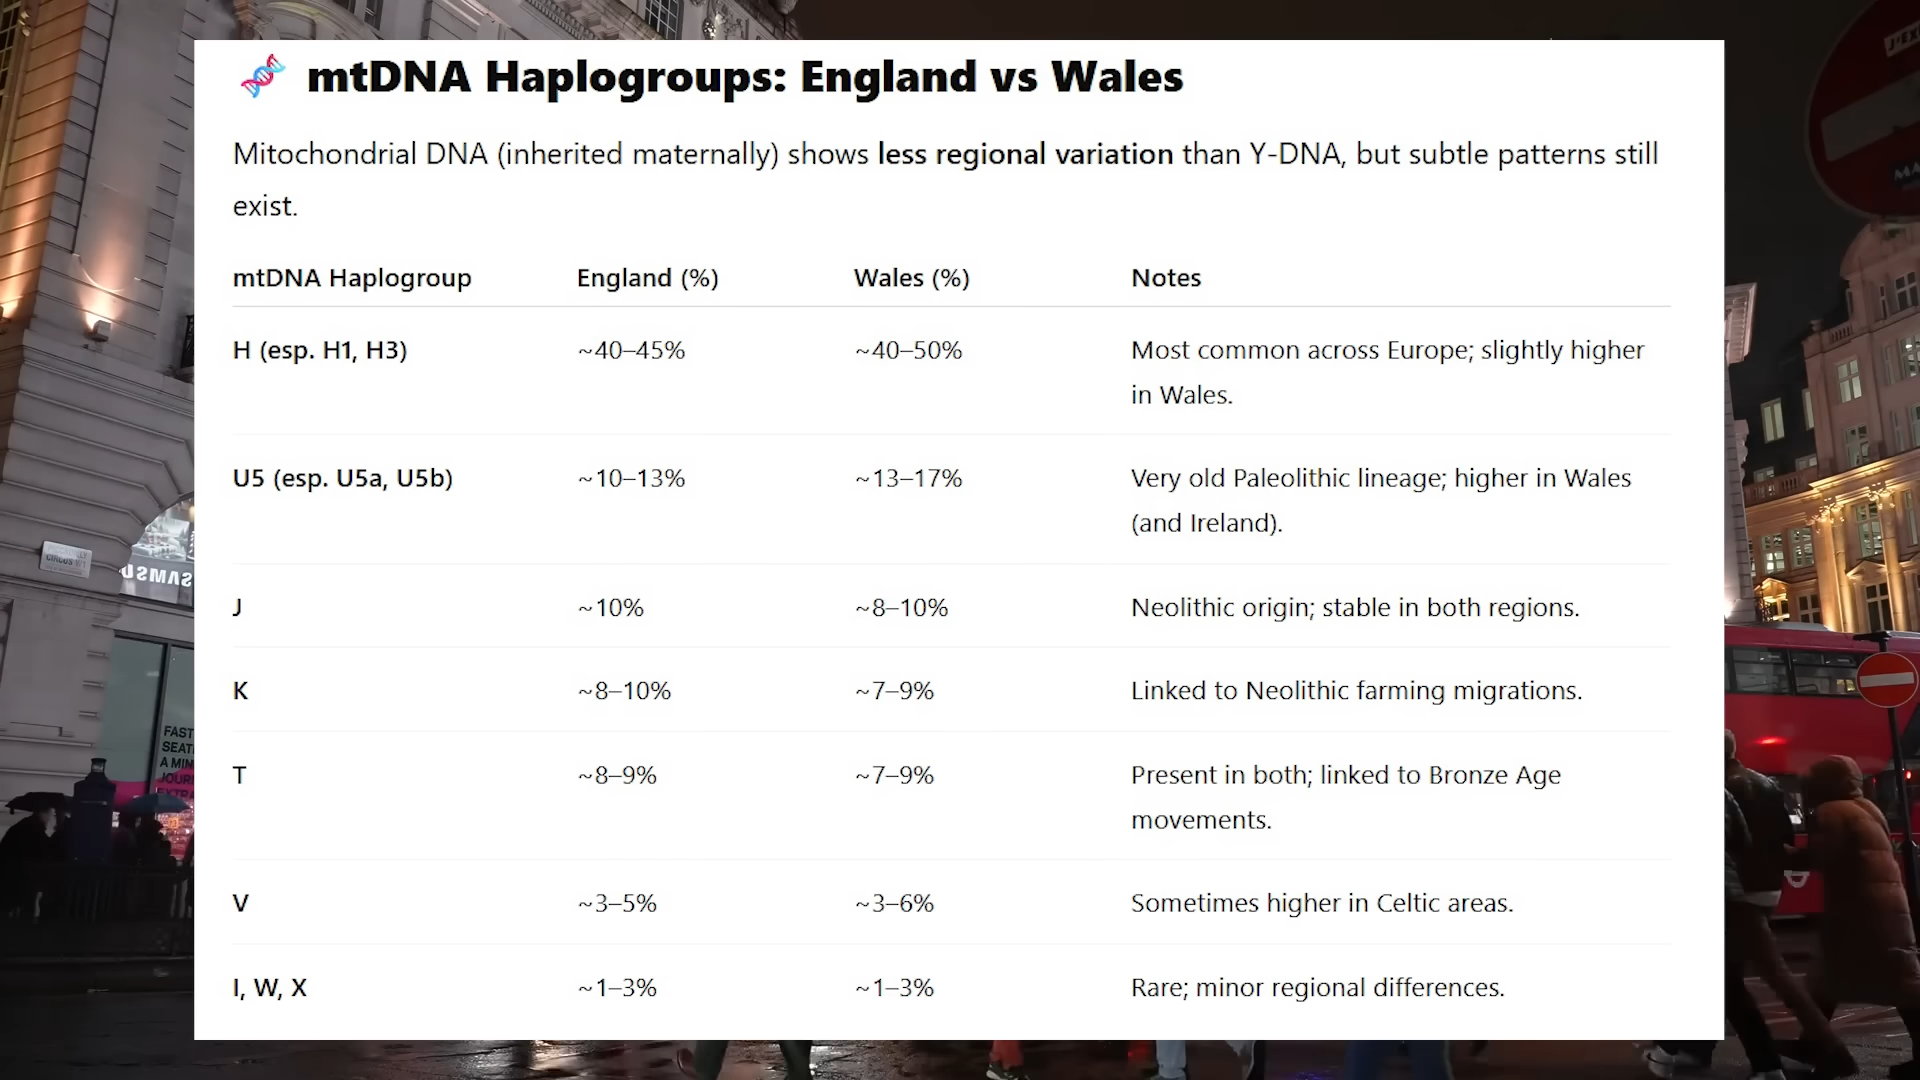 mtDNA Haplogroups: England vs Wales
Mitochondrial DNA (inherited maternally) shows less regional variation than Y-DNA, but subtle patterns still
exist.
mtDNA Haplogroup England (%) Wales (%) Notes
H (esp. H1, H3) ~40–45% ~40–50% Most common across Europe; slightly higher
in Wales.
U5 (esp. U5a, U5b) ~10–13% ~13–17% Very old Paleolithic lineage; higher in Wales
(and Ireland).
J ~10% ~8–10% Neolithic origin; stable in both regions.
K ~8–10% ~7–9% Linked to Neolithic farming migrations.
T ~8–9% ~7–9% Present in both; linked to Bronze Age
movements.
V ~3–5% ~3–6% Sometimes higher in Celtic areas.
I, W, X ~1–3% ~1–3% Rare; minor regional differences.
CIRCUS W1
FAST
A MIN